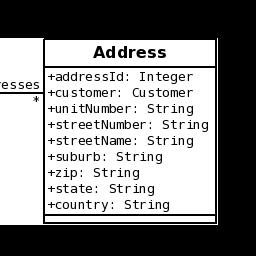 Address
+addressId: Integer
resses
+customer: Customer
*
+unitNumber: String
+streetNumber: String
+streetName: String
+suburb: String
+zip: String
+state: String
+country: String